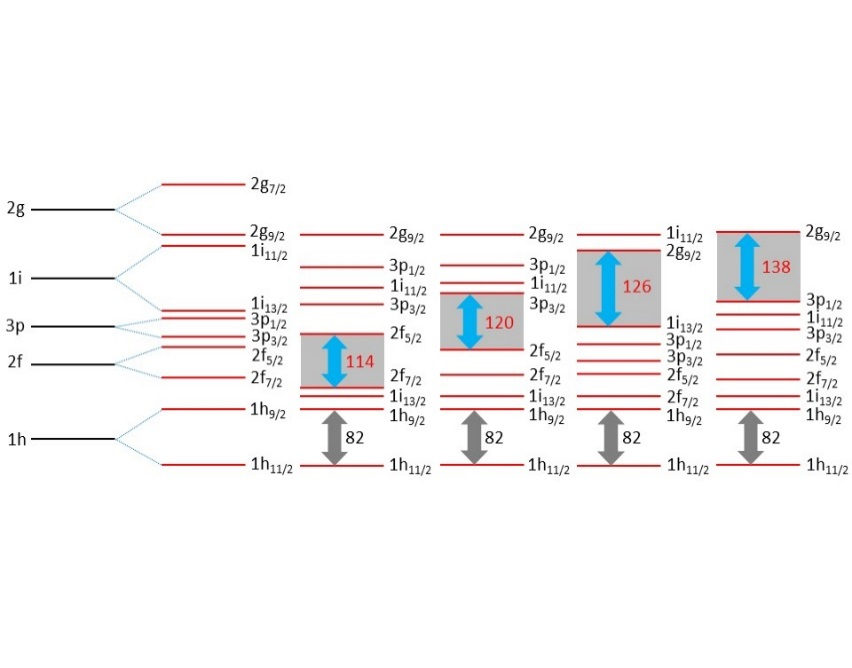 2g
1i
3p
2f
1h
2g7/2
2g9/2
1i11/2
1i13/2
3p1/2
3p3/2
2f5/2
2f7/2
1h9/2
1h11/2
2g9/2
3p1/2
1i11/2
3p3/2
2f5/2
114
2f7/2
1i13/2
1h9/2
82
1h11/2
2g9/2
3p1/2
1i11/2
3p3/2
120
2f5/2
2f7/2
1i13/2
1h9/2
82
1h11/2
1i11/2
2g9/2
126
1i13/2
3p1/2
3p3/2
2f5/2
2f7/2
1h9/2
82
1h11/2
2g9/2
138
3p1/2
1i11/2
3p3/2
2f5/2
2f7/2
1i13/2
1h9/2
82
1h11/2